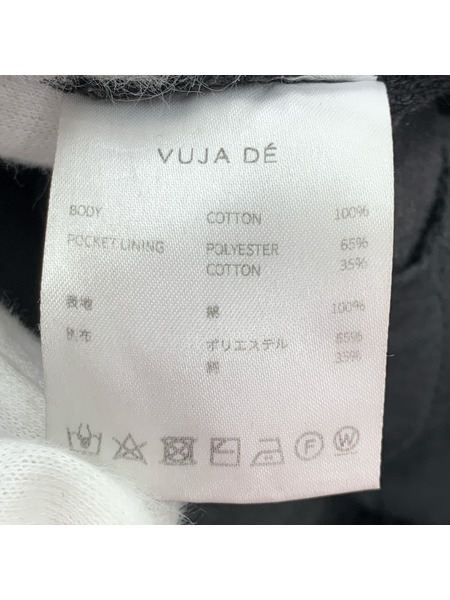 VUJA DÉ
BODY COTTON 100%
POCKET LINING POLYESTER 65%
COTTON 35%
表地 綿 100%
別布 ポリエステル 65%
綿 35%
F W